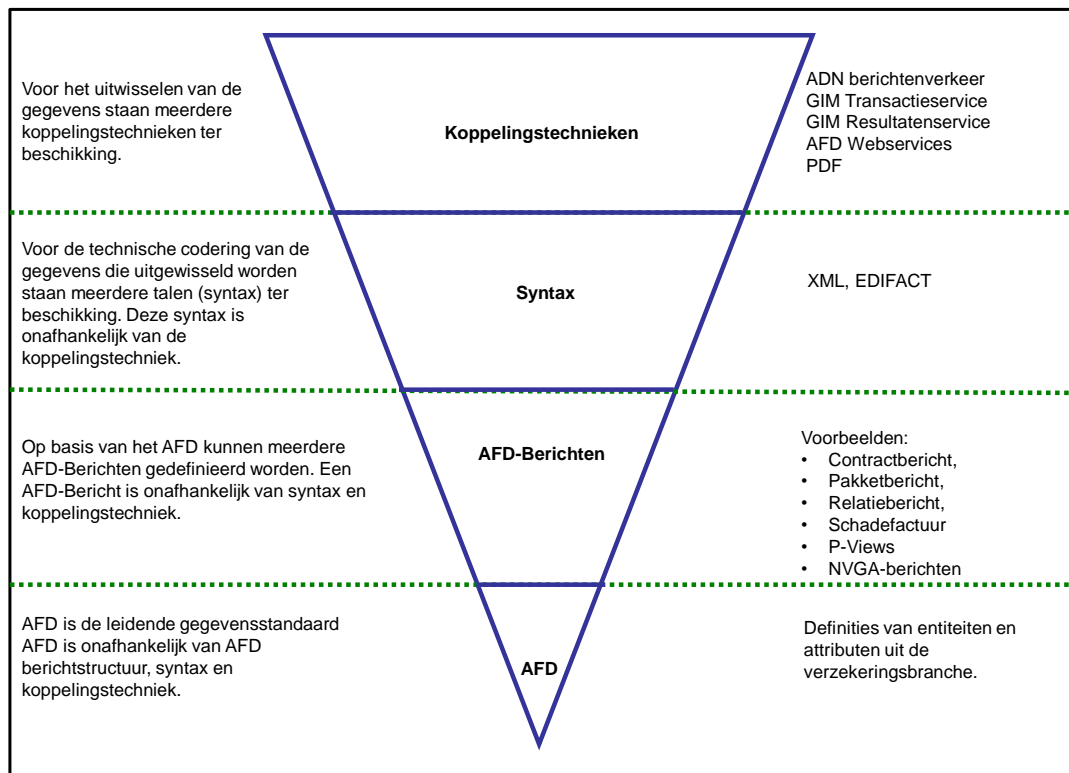 Voor het uitwisselen van de
gegevens staan meerdere
koppelingstechnieken ter
beschikking.
Koppelingstechnieken
ADN berichtenverkeer
GIM Transactieservice
GIM Resultatenservice
AFD Webservices
PDF
Voor de technische codering van de
gegevens die uitgewisseld worden
staan meerdere talen (syntax) ter
beschikking. Deze syntax is
onafhankelijk van de
koppelingstechniek.
Syntax
XML, EDIFACT
Op basis van het AFD kunnen meerdere
AFD-Berichten gedefinieerd worden. Een
AFD-Bericht is onafhankelijk van syntax en
koppelingstechniek.
AFD-Berichten
Voorbeelden:
• Contractbericht,
• Pakketbericht,
• Relatiebericht,
• Schadefactuur
• P-Views
• NVGA-berichten
AFD is de leidende gegevensstandaard
AFD is onafhankelijk van AFD
berichtstructuur, syntax en
koppelingstechniek.
AFD
Definities van entiteiten en
attributen uit de
verzekeringsbranche.